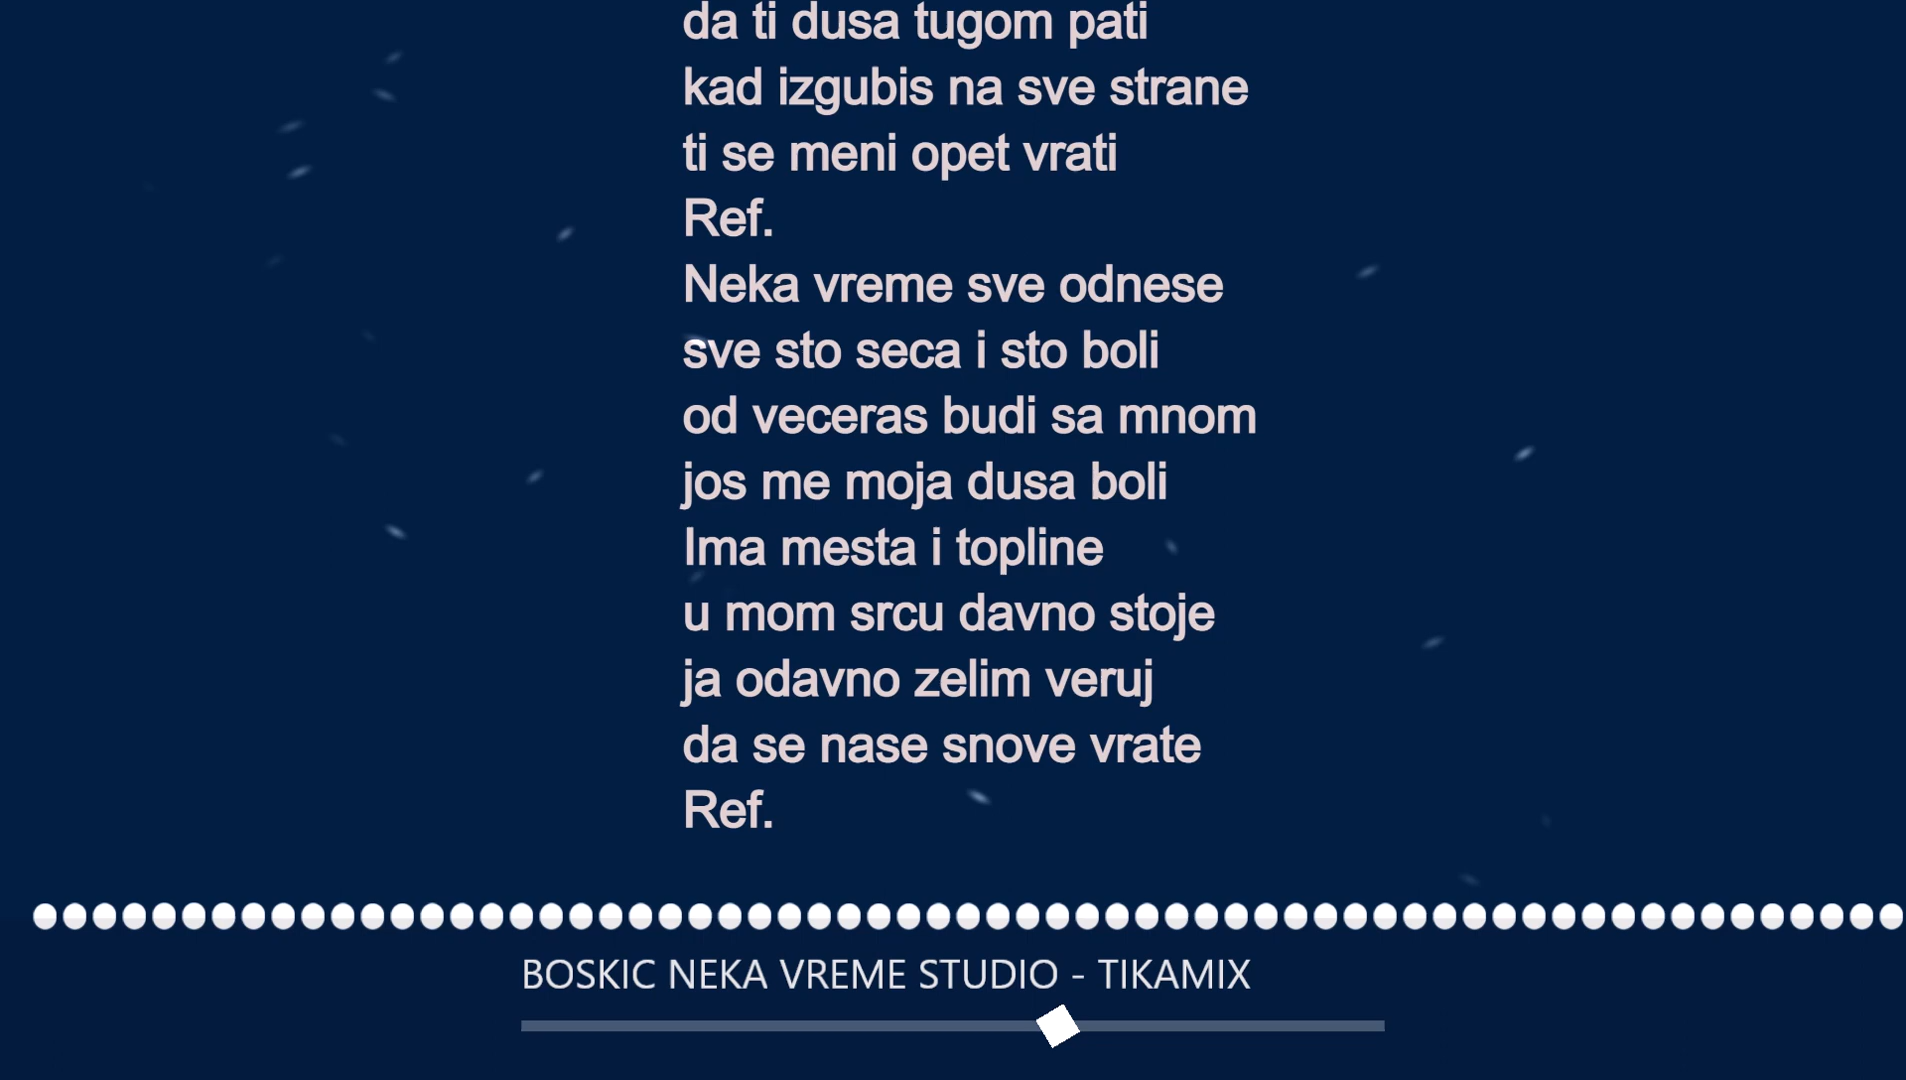 da ti dusa tugom pati
kad izgubis na sve strane
ti se meni opet vrati
Ref.
Neka vreme sve odnese
sve sto seca i sto boli
od veceras budi sa mnom
jos me moja dusa boli
Ima mesta i topline
u mom srcu davno stoje
ja odavno zelim veruj
da se nase snove vrate
Ref.
BOSKIC NEKA VREME STUDIO - TIKAMIX